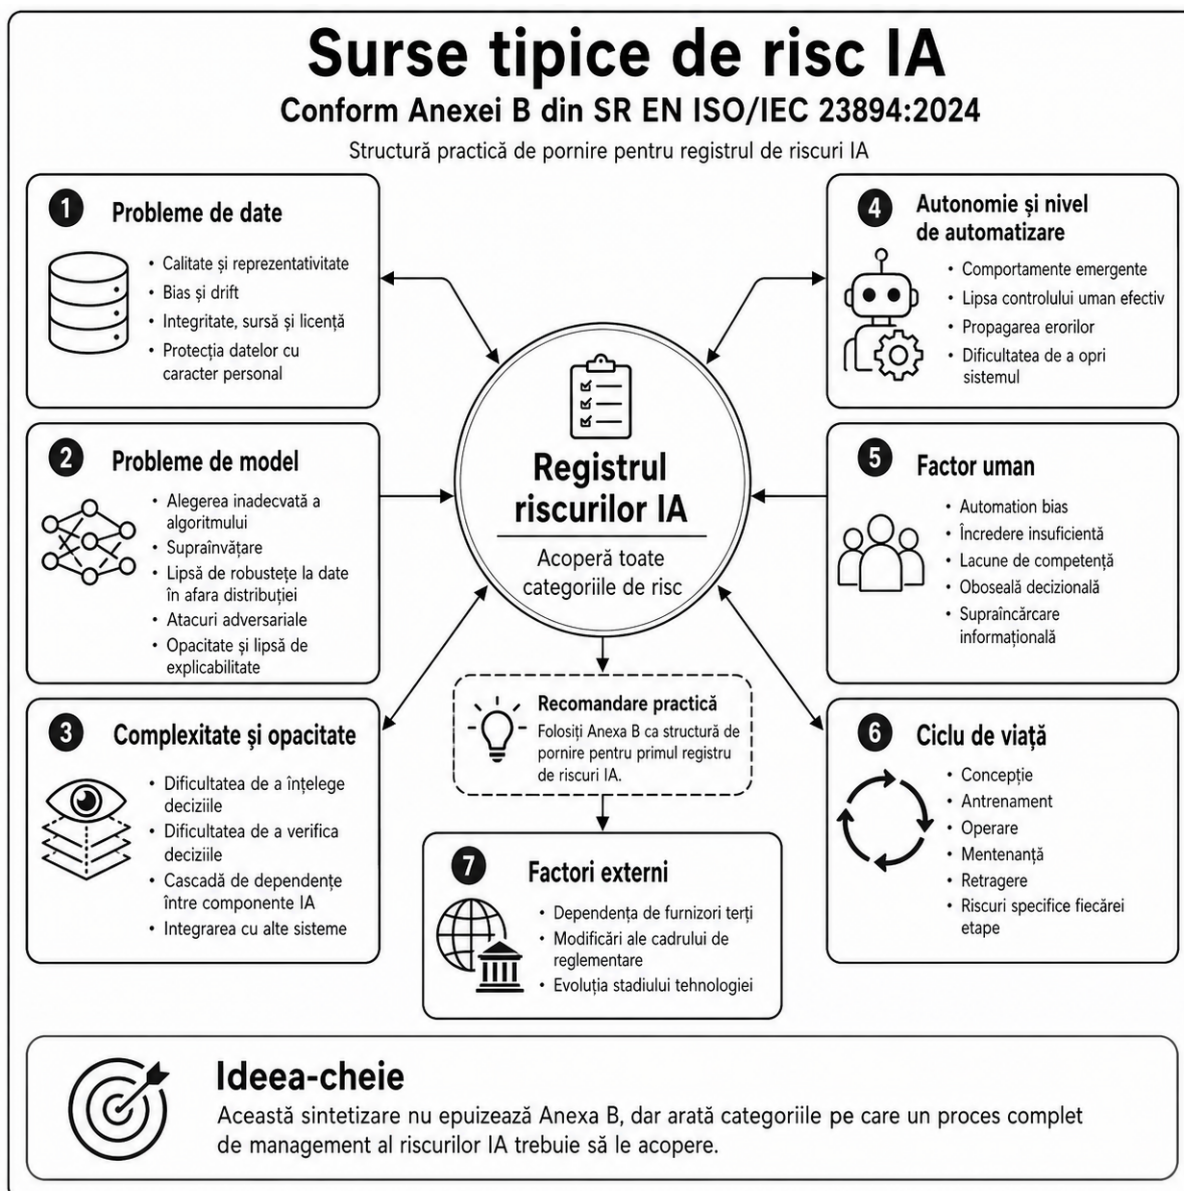 Surse tipice de risc IA
Conform Anexei B din SR EN ISO/IEC 23894:2024
Structură practică de pornire pentru registrul de riscuri IA
1
Probleme de date
• Calitate și reprezentativitate
• Bias și drift
• Integritate, sursă și licență
• Protecția datelor cu
caracter personal
2
Probleme de model
• Alegerea inadecvată a
algoritmului
• Supraînvățare
• Lipsă de robustețe la date
în afara distribuției
• Atacuri adversariale
• Opacitate și lipsă de
explicabilitate
3
Complexitate și opacitate
• Dificultatea de a înțelege
deciziile
• Dificultatea de a verifica
deciziile
• Cascadă de dependențe
între componente IA
• Integrarea cu alte sisteme
Registrul
riscurilor IA
Acoperă toate
categoriile de risc
Recomandare practică
Folosiți Anexa B ca structură de
pornire pentru primul registru
de riscuri IA.
4
Autonomie și nivel
de automatizare
• Comportamente emergente
• Lipsa controlului uman efectiv
• Propagarea erorilor
• Dificultatea de a opri
sistemul
5
Factor uman
• Automation bias
• Încredere insuficientă
• Lacune de competență
• Oboseală decizională
• Supraîncărcare
informațională
6
Ciclu de viață
• Concepție
• Antrenament
• Operare
• Mentenanță
• Retragere
• Riscuri specifice fiecărei
etape
7
Factori externi
• Dependența de furnizori terți
• Modificări ale cadrului de
reglementare
• Evoluția stadiului tehnologiei
Ideea-cheie
Această sintetizare nu epuizează Anexa B, dar arată categoriile pe care un proces complet
de management al riscurilor IA trebuie să le acopere.